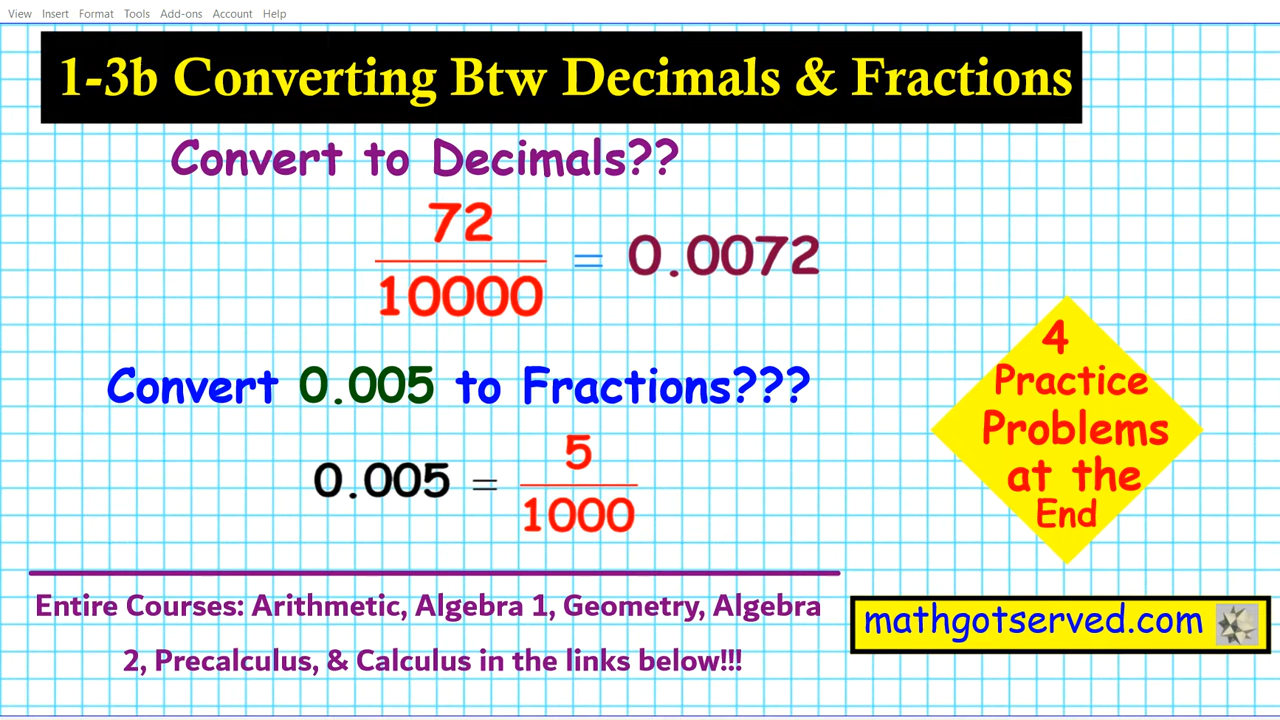 View Insert Format Tools Add-ons Account Help
1-3b Converting Btw Decimals & Fractions
Convert to Decimals??
72
10000
= 0.0072
Convert 0.005 to Fractions???
0.005 =
5
1000
4
Practice
Problems
at the
End
Entire Courses: Arithmetic, Algebra 1, Geometry, Algebra
2, Precalculus, & Calculus in the links below!!!
mathgotserved.com